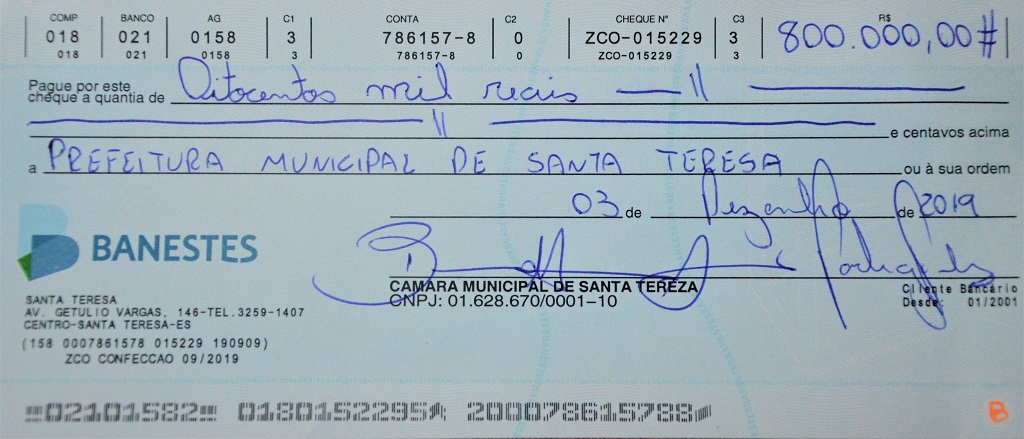 COMP BANCO AG C1 CONTA C2 CHEQUE Nº C3 R$
018 021 0158 3 786157-8 0 ZCO-015229 3 800.000,00#
018 021 0158 3 786157-8 0 ZCO-015229 3
Pague por este
cheque a quantia de Oitocentos mil reais
e centavos acima
a PREFEITURA MUNICIPAL DE SANTA TERESA ou à sua ordem
03 de Dezembro de 2019
BANESTES
CAMARA MUNICIPAL DE SANTA TEREZA
CNPJ: 01.628.670/0001-10
Cliente Bancário
Desde: 01/2001
SANTA TERESA
AV. GETULIO VARGAS, 146-TEL.3259-1407
CENTRO-SANTA TERESA-ES
(158 0007861578 015229 190909)
ZCO CONFECCAO 09/2019
02101582 0180152295 200078615788
B